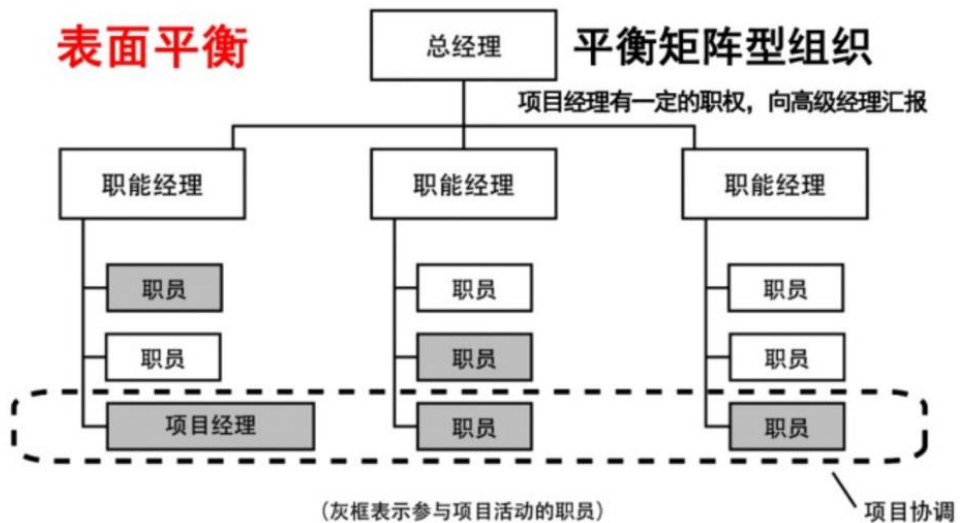 表面平衡
总经理
平衡矩阵型组织
项目经理有一定的职权，向高级经理汇报
职能经理
职能经理
职能经理
职员
职员
职员
职员
职员
职员
项目经理
职员
职员
（灰框表示参与项目活动的职员）
项目协调